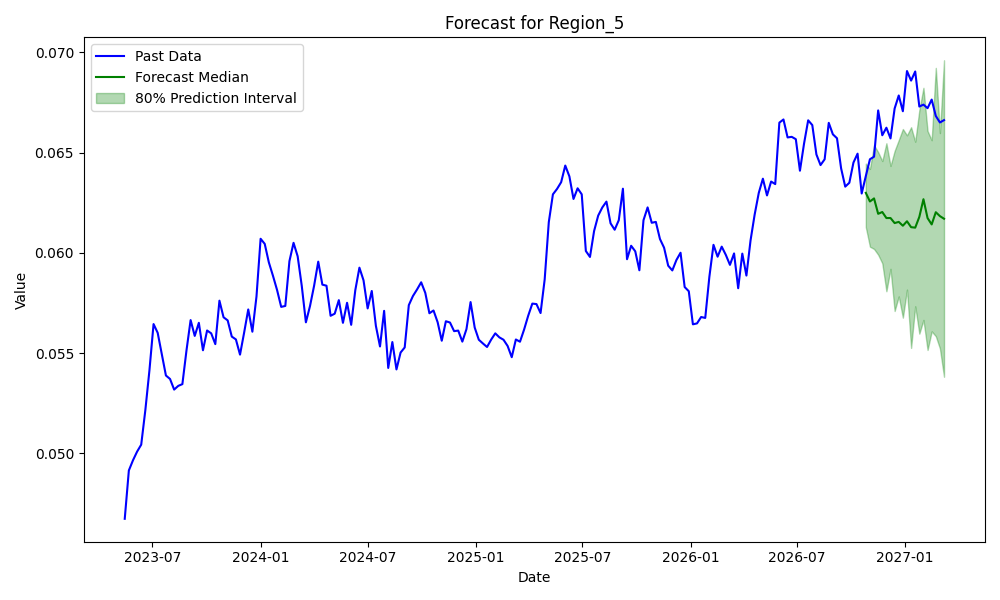 Forecast for Region_5
Past Data
Forecast Median
80% Prediction Interval
0.070
0.065
0.060
0.055
0.050
Value
2023-07 2024-01 2024-07 2025-01 2025-07 2026-01 2026-07 2027-01
Date